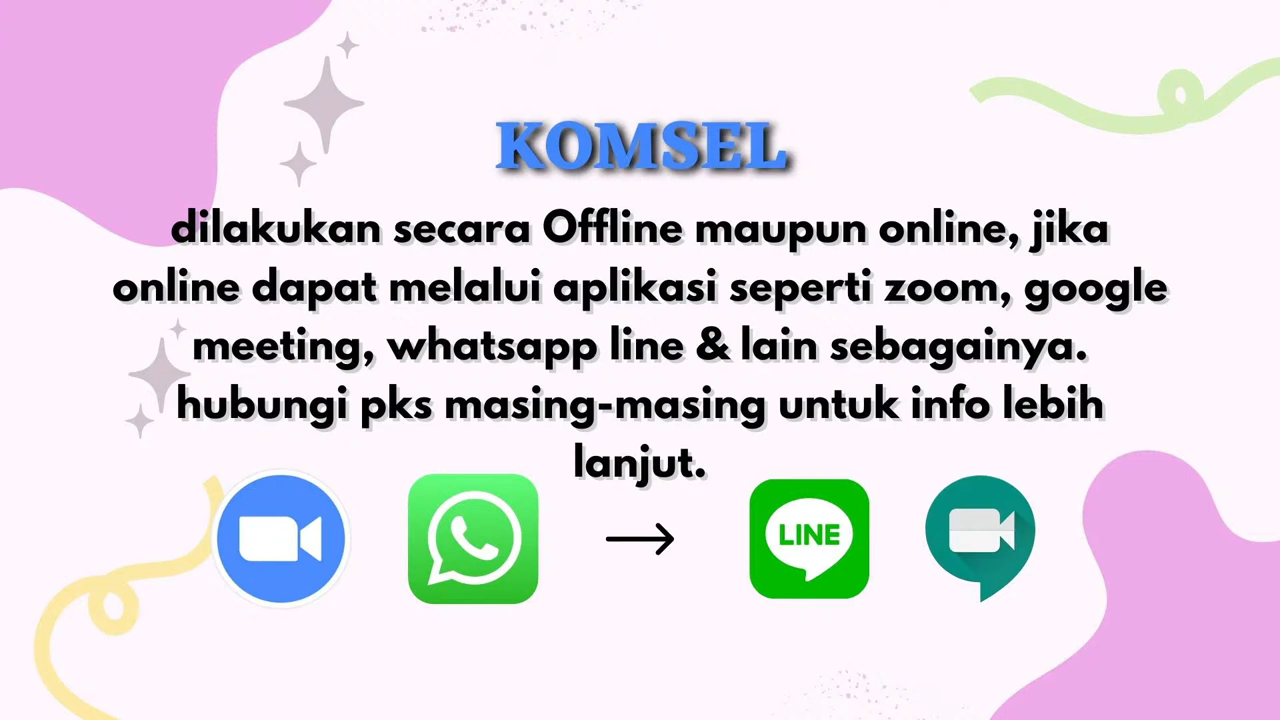 KOMSEL
dilakukan secara Offline maupun online, jika
online dapat melalui aplikasi seperti zoom, google
meeting, whatsapp line & lain sebagainya.
hubungi pks masing-masing untuk info lebih
lanjut.
LINE